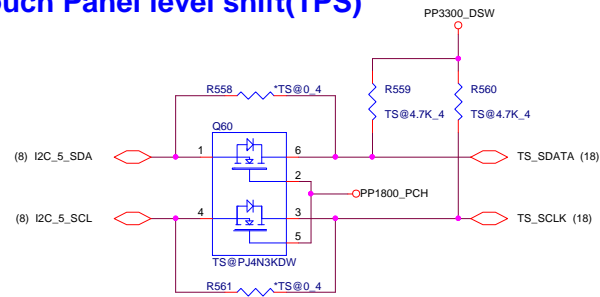 ouch Panel level shift(TPS)
PP3300_DSW
R558 *TS@0_4
R559
R560
TS@4.7K_4
TS@4.7K_4
Q60
(8) I2C_5_SDA
1
6
TS_SDATA (18)
2
PP1800_PCH
(8) I2C_5_SCL
4
3
TS_SCLK (18)
5
TS@PJ4N3KDW
R561 *TS@0_4